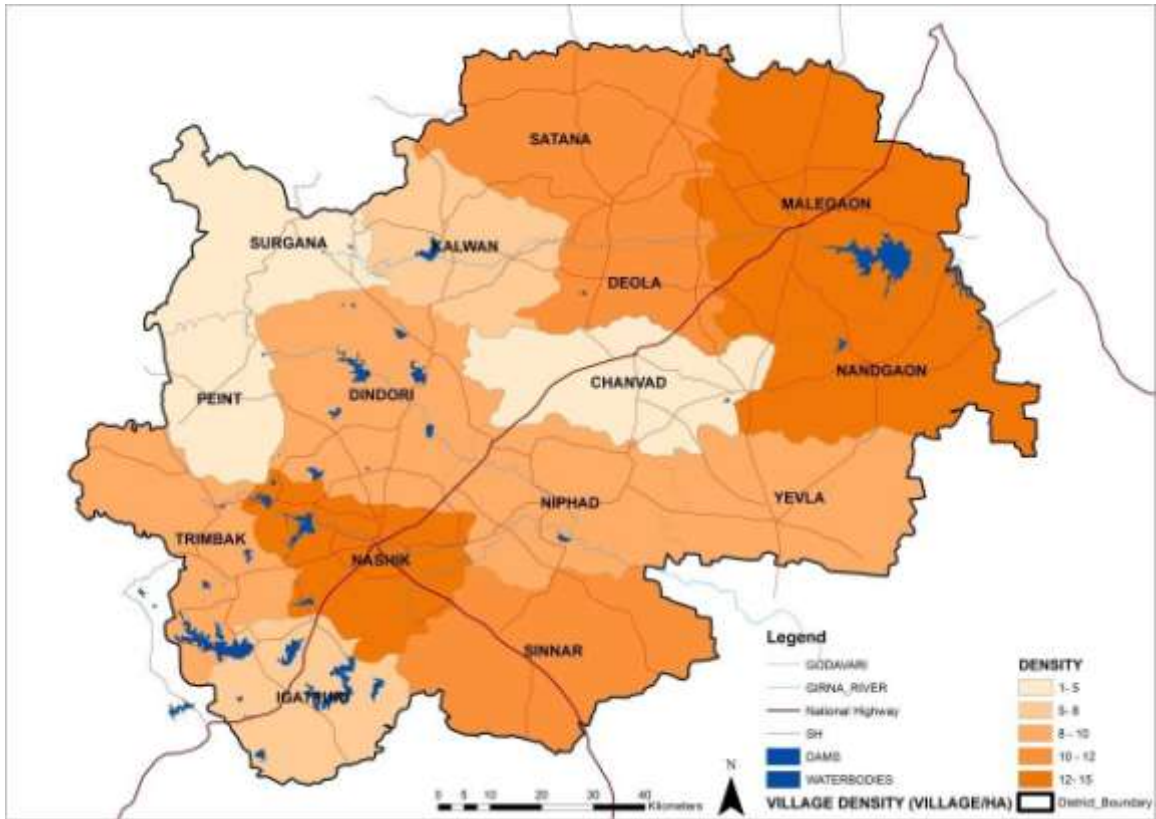 SATANA
MALEGAON
SURGANA
KALWAN
DEOLA
NANDGAON
CHANVAD
PEINT
DINDORI
YEVLA
NIPHAD
TRIMBAK
NASHIK
SINNAR
IGATPURI
Legend
GODAVARI
GIRNA_RIVER
National Highway
SH
DAMS
WATERBODIES
VILLAGE DENSITY (VILLAGE/HA)
DENSITY
1- 5
5- 8
8 - 10
10 - 12
12- 15
District_Boundary
N
0 5 10 20 30 40
Kilometers